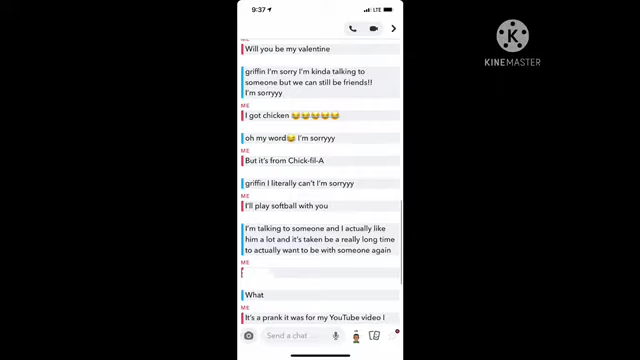 9:37
LTE
ME
Will you be my valentine
griffin I'm sorry I'm kinda talking to
someone but we can still be friends!!
I'm sorryyy
ME
I got chicken 😂😂😂😂😂
oh my word😂 I'm sorryyy
ME
But it's from Chick-fil-A
griffin I literally can't I'm sorryyy
ME
I'll play softball with you
I'm talking to someone and I actually like
him a lot and it's taken be a really long time
to actually want to be with someone again
ME
What
ME
It's a prank it was for my YouTube video I
Send a chat
KINEMASTER